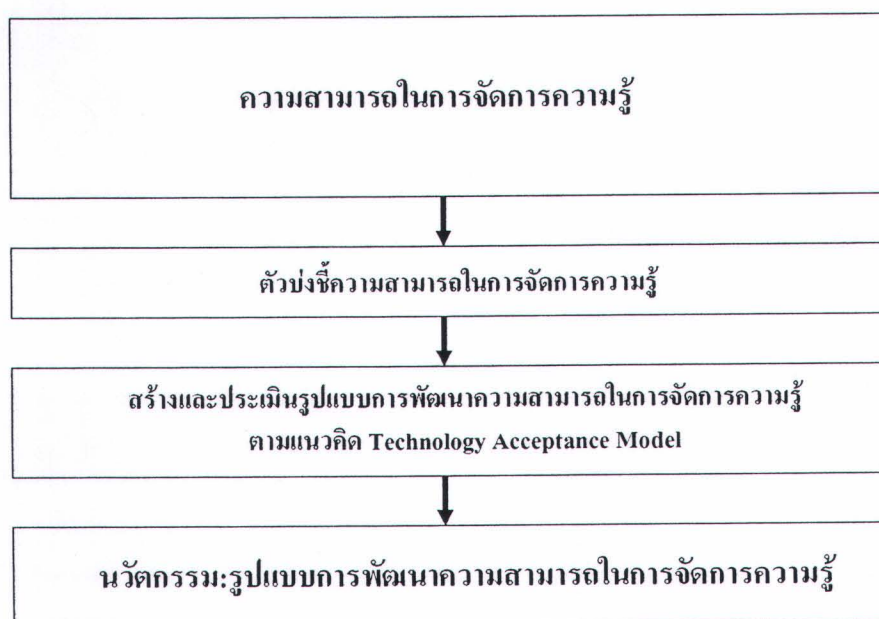 ความสามารถในการจัดการความรู้
ตัวบ่งชี้ความสามารถในการจัดการความรู้
สร้างและประเมินรูปแบบการพัฒนาความสามารถในการจัดการความรู้
ตามแนวคิด Technology Acceptance Model
นวัตกรรม:รูปแบบการพัฒนาความสามารถในการจัดการความรู้